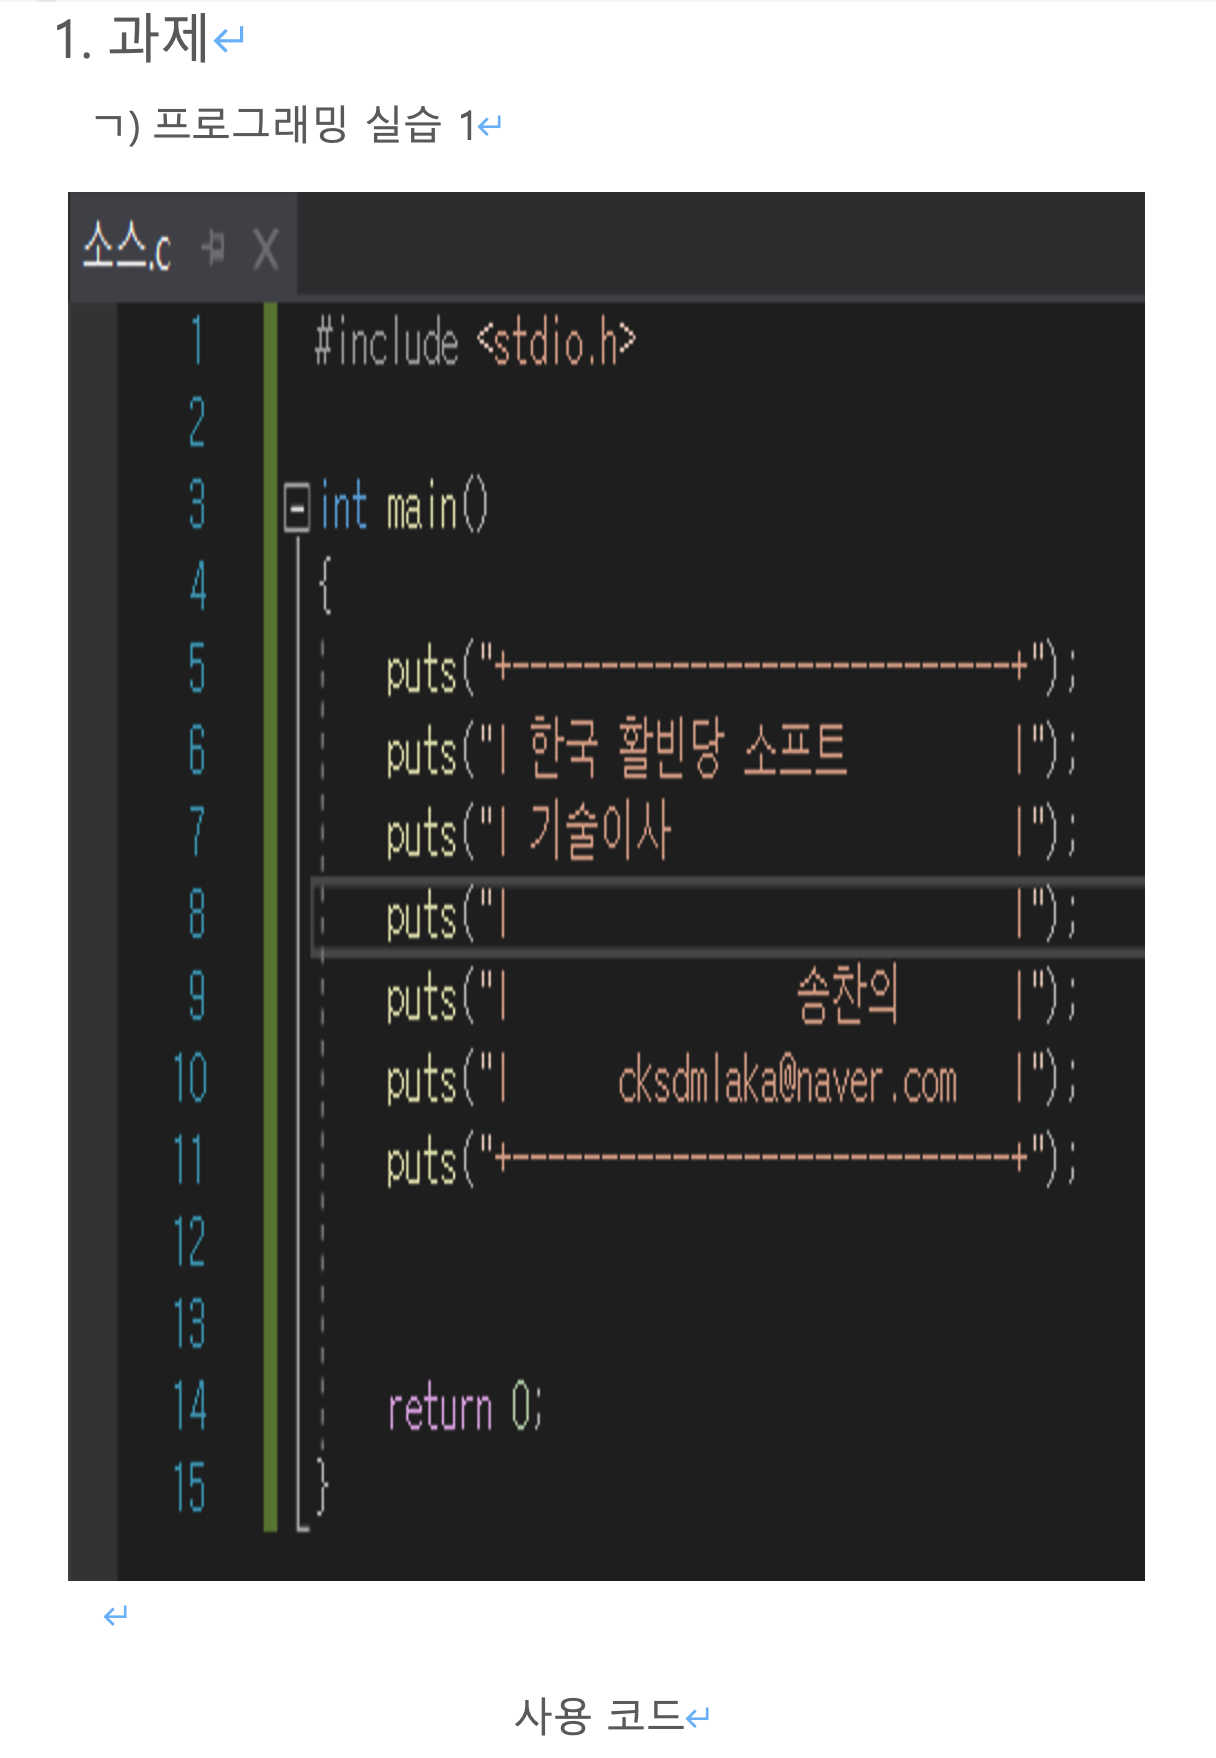 1. 과제↵
ㄱ) 프로그래밍 실습 1↵
소스.c X
1 #include <stdio.h>
2
3 int main()
4 {
5 puts("+----------------------------+");
6 puts("| 한국 활빈당 소프트          |");
7 puts("| 기술이사                    |");
8 puts("|                             |");
9 puts("|                송찬의       |");
10 puts("|      cksdmlaka@naver.com   |");
11 puts("+----------------------------+");
12
13
14 return 0;
15 }
↵
사용 코드↵